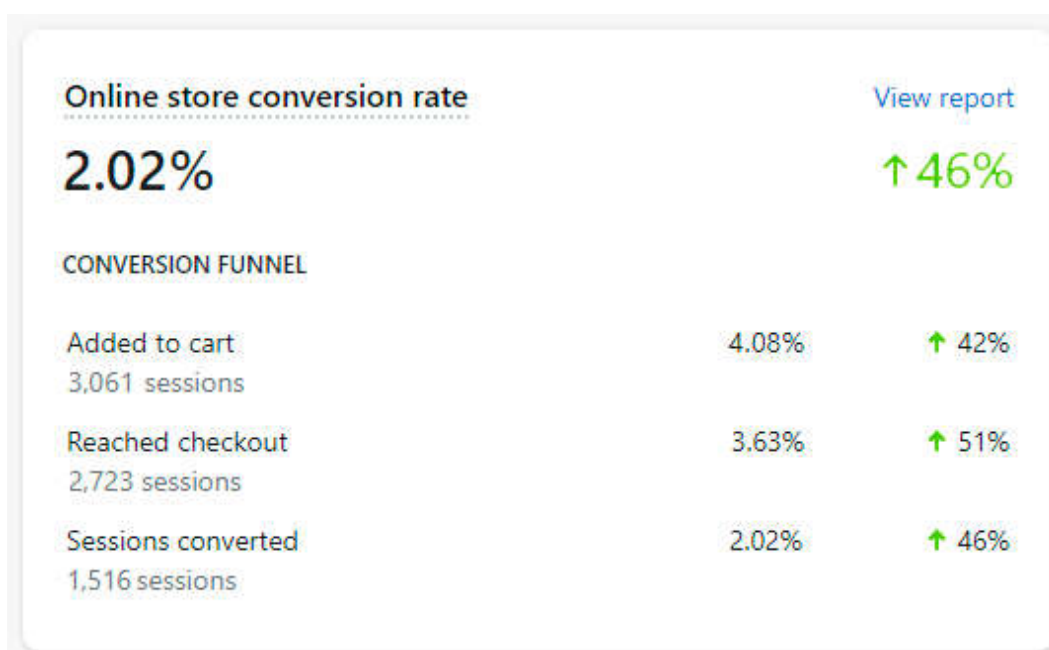 Online store conversion rate View report
2.02% ↑46%
CONVERSION FUNNEL
Added to cart 4.08% ↑ 42%
3,061 sessions
Reached checkout 3.63% ↑ 51%
2,723 sessions
Sessions converted 2.02% ↑ 46%
1,516 sessions